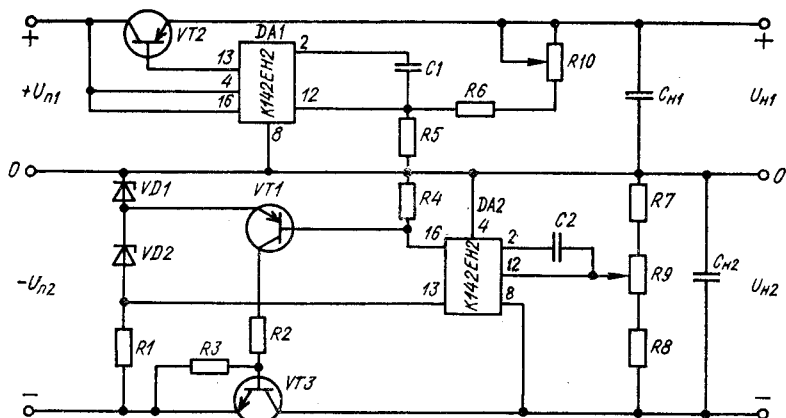 + VT2 DA1 2 +
13 C1 R10
+Uп1 4 К142ЕН2 Cн1 Uн1
16 12 R6
8 R5
0 0
VD1 VT1 R4 DA2 R7
4 C2
VD2 16 2
К142ЕН2 12 R9 Cн2
-Uп2 13 8 Uн2
R1 R3 R2 R8
VT3
− −